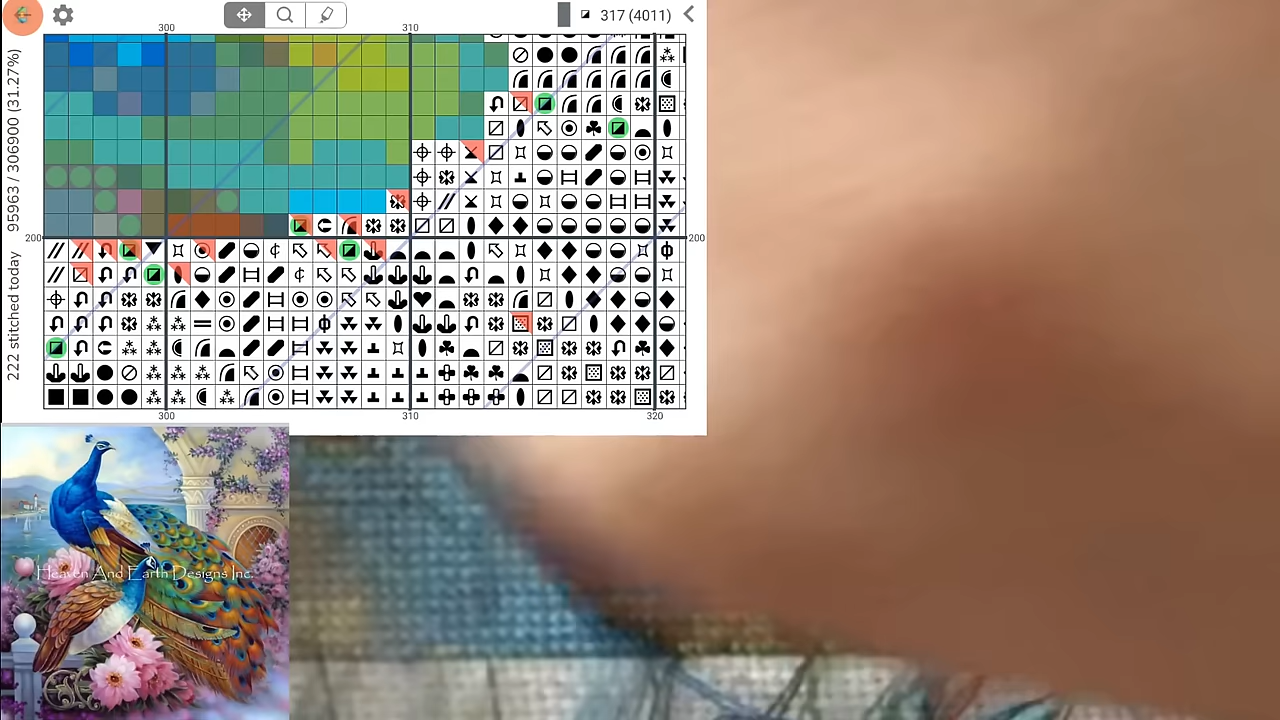 317 (4011)
300
310
95963 / 306900 (31.27%)
222 stitched today
200
200
300
310
320
Heaven And Earth Designs Inc.